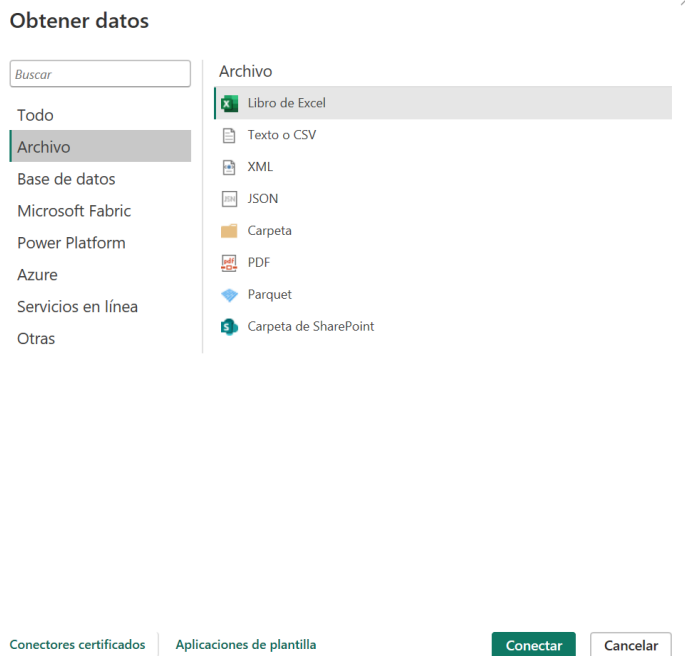 Obtener datos
Buscar
Todo
Archivo
Base de datos
Microsoft Fabric
Power Platform
Azure
Servicios en línea
Otras
Archivo
Libro de Excel
Texto o CSV
XML
JSON
Carpeta
PDF
Parquet
Carpeta de SharePoint
Conectores certificados
Aplicaciones de plantilla
Conectar
Cancelar